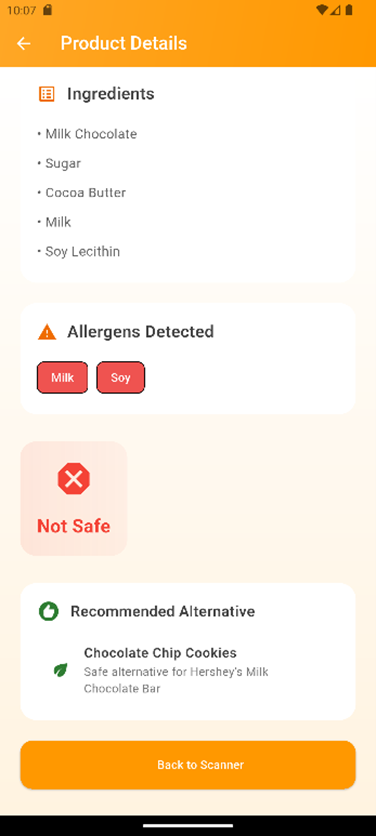 10:07
Product Details
Ingredients
• Milk Chocolate
• Sugar
• Cocoa Butter
• Milk
• Soy Lecithin
Allergens Detected
Milk Soy
Not Safe
Recommended Alternative
Chocolate Chip Cookies
Safe alternative for Hershey's Milk
Chocolate Bar
Back to Scanner